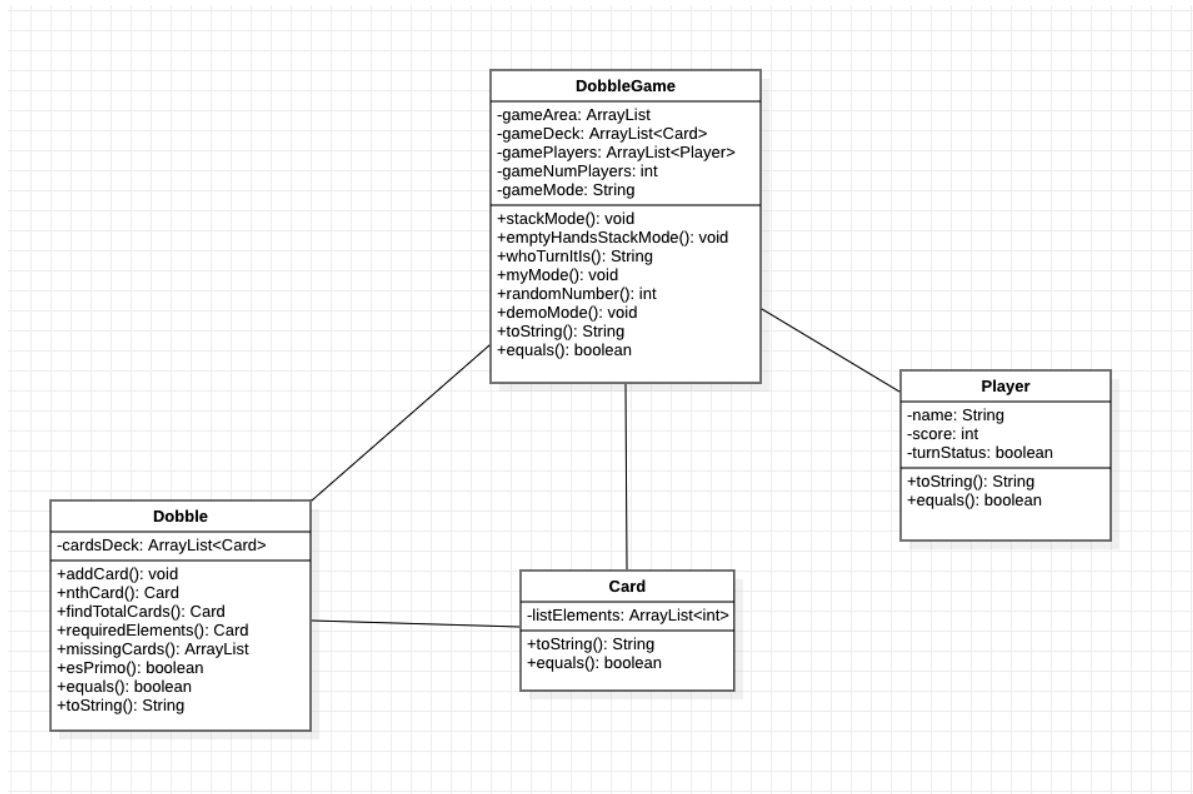 DobbleGame
-gameArea: ArrayList
-gameDeck: ArrayList<Card>
-gamePlayers: ArrayList<Player>
-gameNumPlayers: int
-gameMode: String
+stackMode(): void
+emptyHandsStackMode(): void
+whoTurnItIs(): String
+myMode(): void
+randomNumber(): int
+demoMode(): void
+toString(): String
+equals(): boolean
Player
-name: String
-score: int
-turnStatus: boolean
+toString(): String
+equals(): boolean
Dobble
-cardsDeck: ArrayList<Card>
+addCard(): void
+nthCard(): Card
+findTotalCards(): Card
+requiredElements(): Card
+missingCards(): ArrayList
+esPrimo(): boolean
+equals(): boolean
+toString(): String
Card
-listElements: ArrayList<int>
+toString(): String
+equals(): boolean